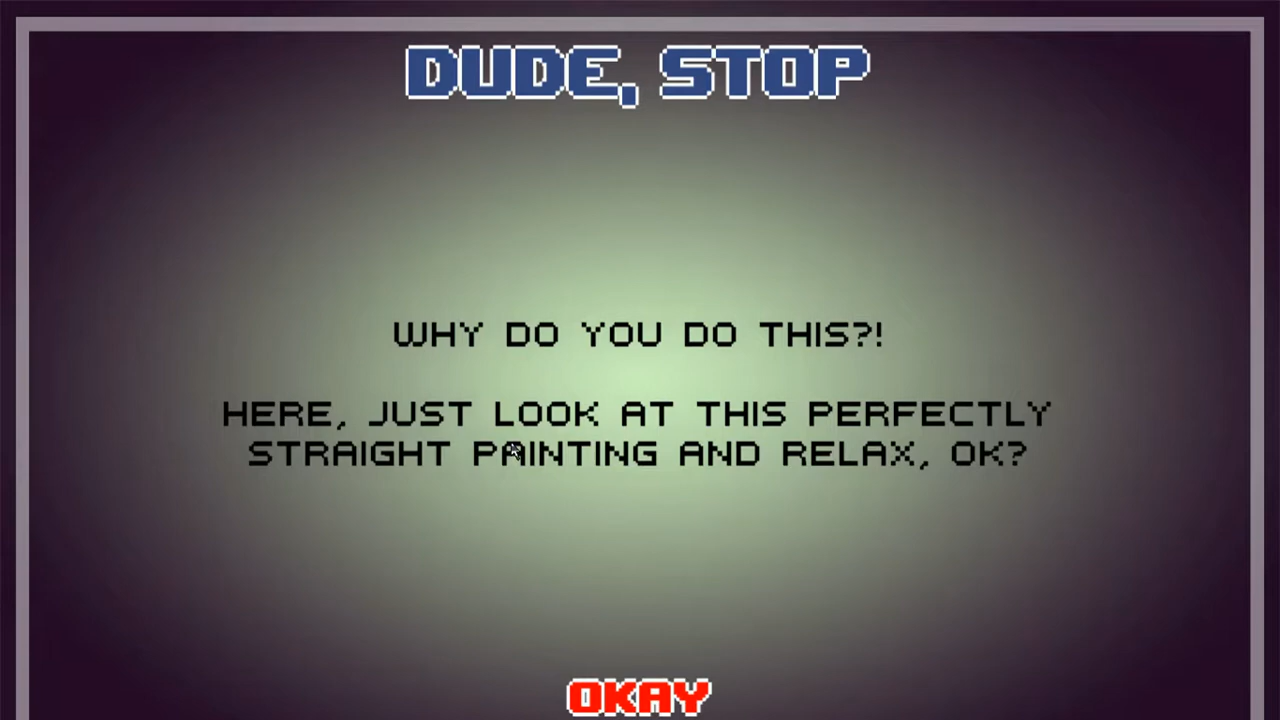 DUDE, STOP
WHY DO YOU DO THIS?!
HERE, JUST LOOK AT THIS PERFECTLY
STRAIGHT PAINTING AND RELAX, OK?
OKAY